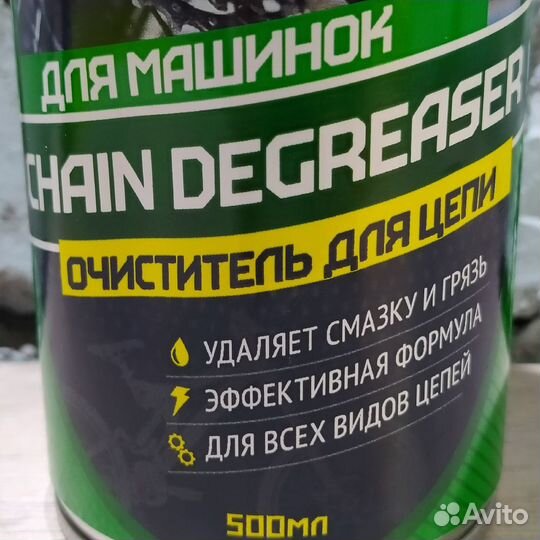 ДЛЯ МАШИНОК
CHAIN DEGREASER
ОЧИСТИТЕЛЬ ДЛЯ ЦЕПИ
УДАЛЯЕТ СМАЗКУ И ГРЯЗЬ
ЭФФЕКТИВНАЯ ФОРМУЛА
ДЛЯ ВСЕХ ВИДОВ ЦЕПЕЙ
500МЛ
Avito